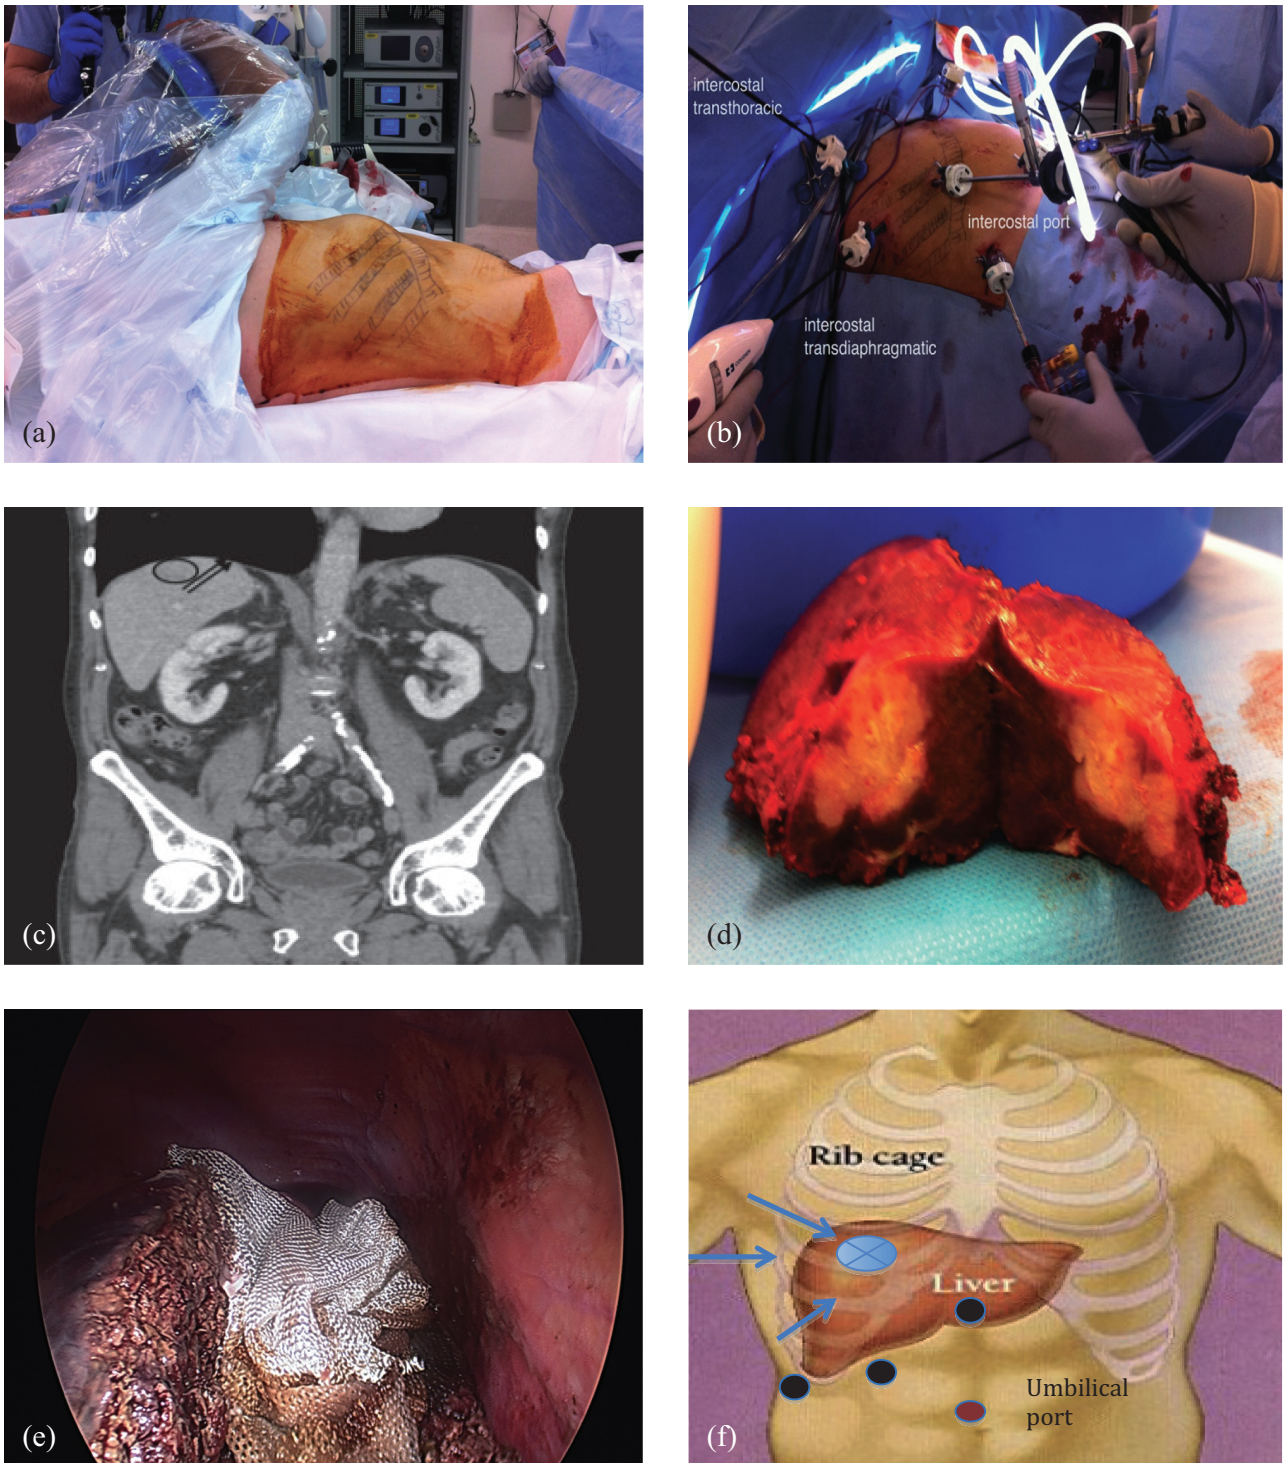 (a)
intercostal
transthoracic
intercostal port
intercostal
transdiaphragmatic
(b)
(c)
(d)
(e)
Rib cage
Liver
Umbilical
port
(f)